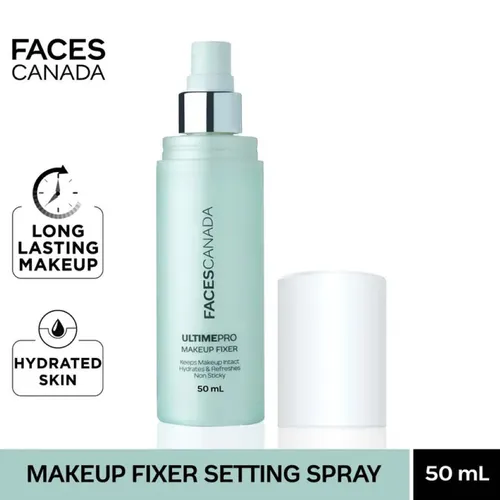 FACES
CANADA
LONG
LASTING
MAKEUP
HYDRATED
SKIN
FACESCANADA
ULTIMEPRO
MAKEUP FIXER
Keeps Makeup Intact
Hydrates & Refreshes
Non Sticky
50 mL
MAKEUP FIXER SETTING SPRAY
50 mL